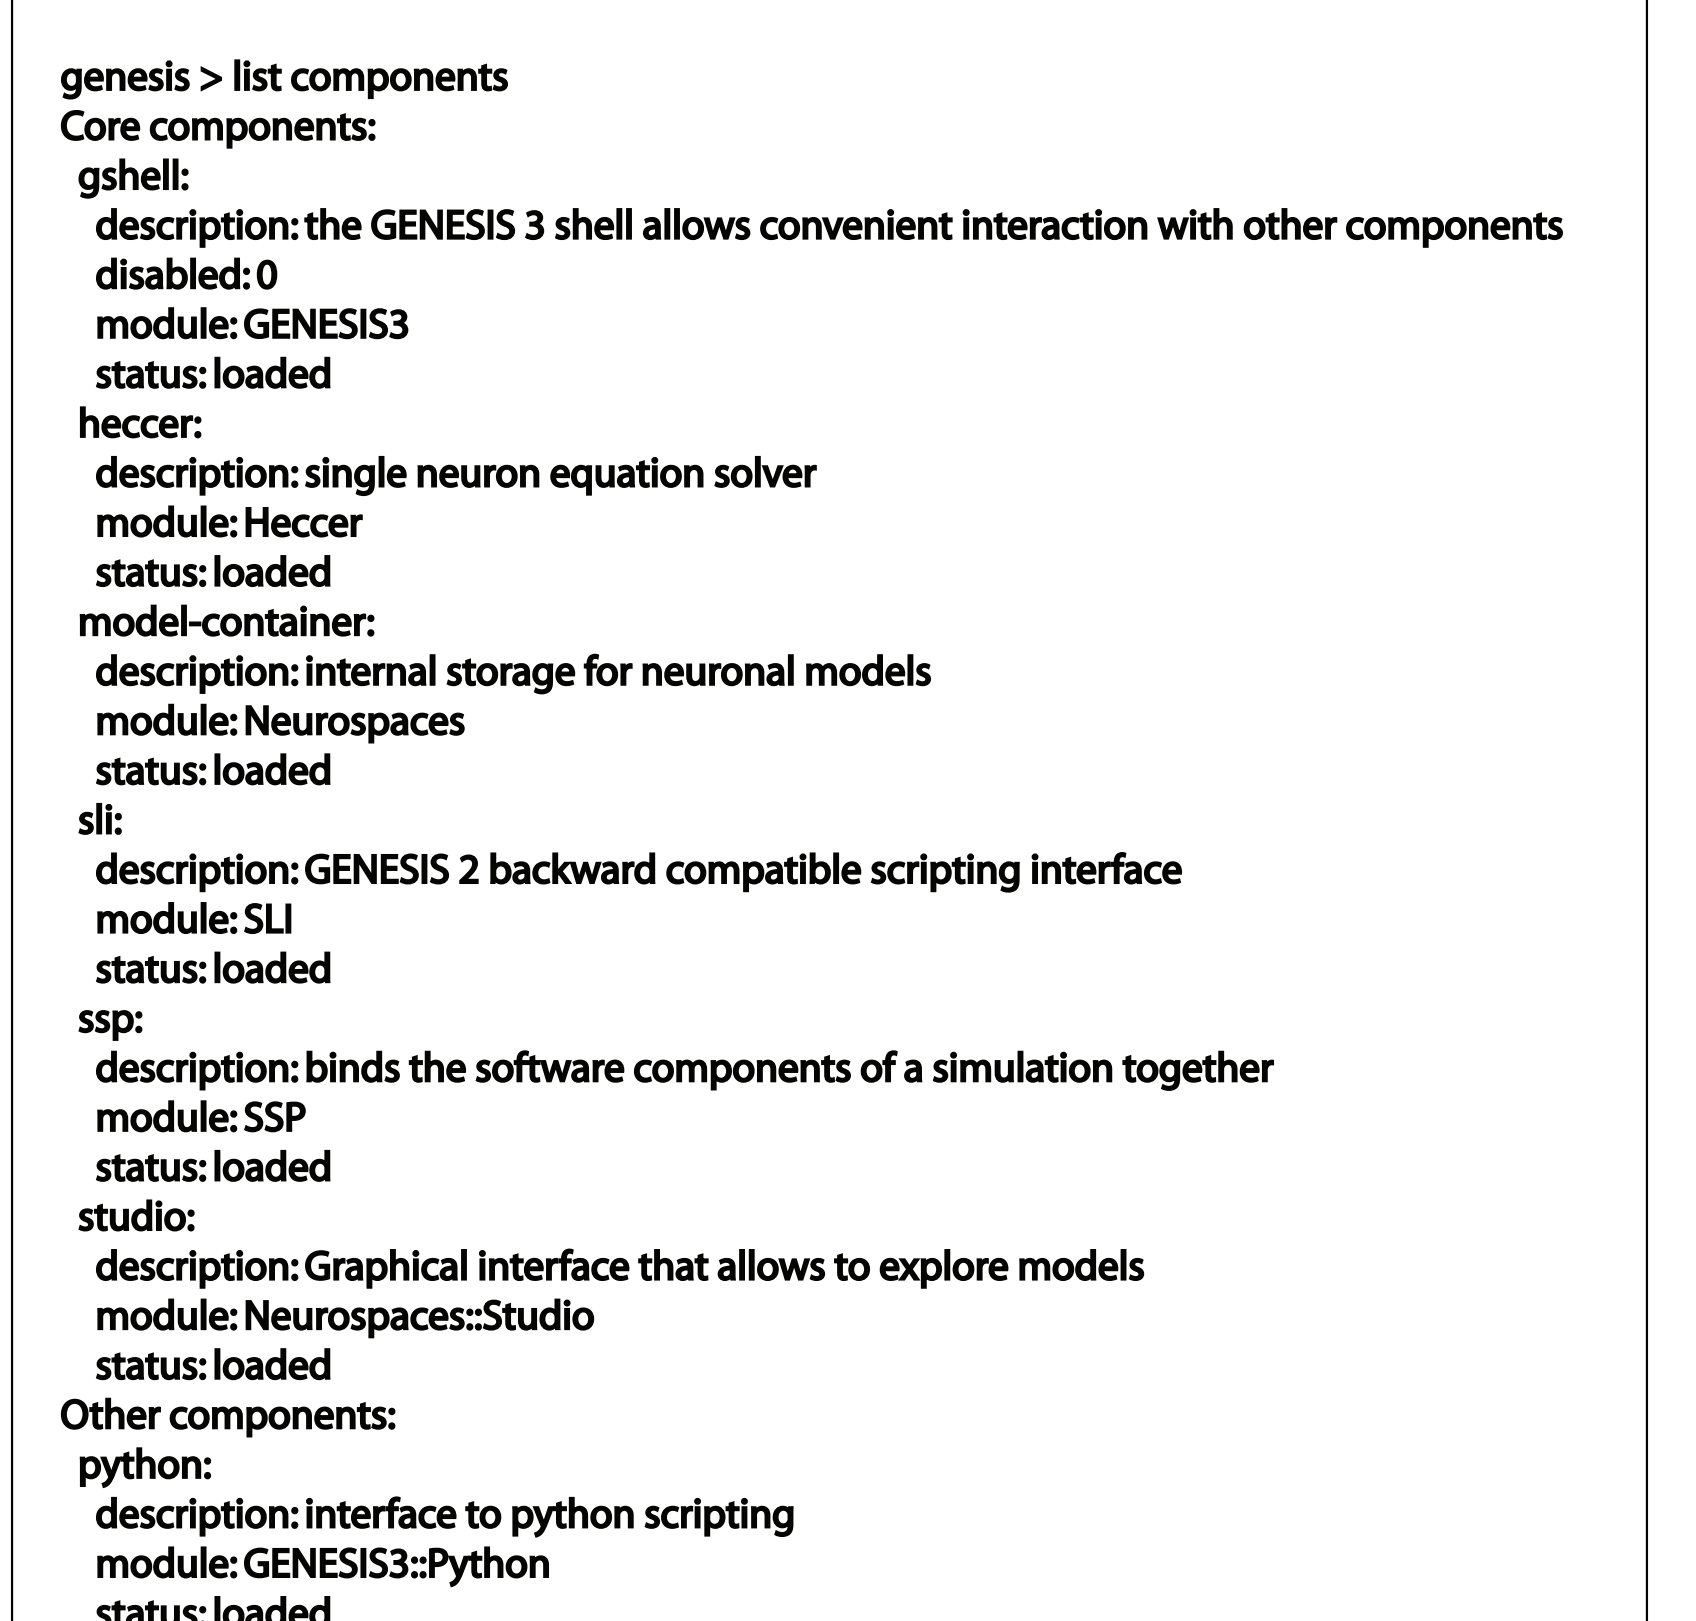 genesis > list components
Core components:
gshell:
description: the GENESIS 3 shell allows convenient interaction with other components
disabled: 0
module: GENESIS3
status: loaded
heccer:
description: single neuron equation solver
module: Heccer
status: loaded
model-container:
description: internal storage for neuronal models
module: Neurospaces
status: loaded
sli:
description: GENESIS 2 backward compatible scripting interface
module: SLI
status: loaded
ssp:
description: binds the software components of a simulation together
module: SSP
status: loaded
studio:
description: Graphical interface that allows to explore models
module: Neurospaces::Studio
status: loaded
Other components:
python:
description: interface to python scripting
module: GENESIS3::Python
status: loaded